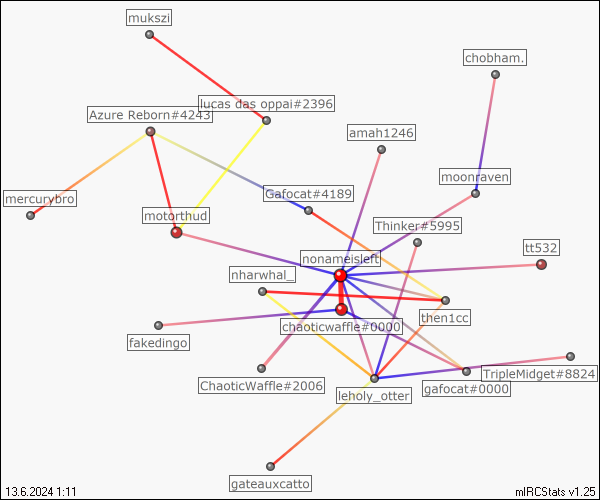 mukszi
chobham.
lucas das oppai#2396
Azure Reborn#4243
amah1246
moonraven
Gafocat#4189
mercurybro
motorthud
Thinker#5995
tt532
nonameisleft
nharwhal_
then1cc
chaoticwaffle#0000
fakedingo
TripleMidget#8824
ChaoticWaffle#2006
gafocat#0000
leholy_otter
gateauxcatto
13.6.2024 1:11
mIRCStats v1.25